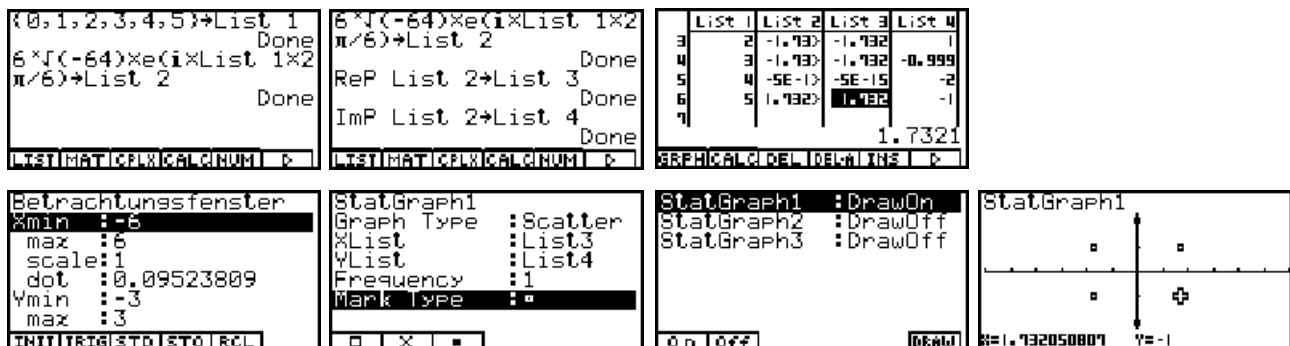 {0,1,2,3,4,5}→List 1
Done
6ˣ√(-64)×e(i×List 1×2
π/6)→List 2
Done
LIST MAT CPLX CALC NUM ▷
6ˣ√(-64)×e(i×List 1×2
π/6)→List 2
Done
ReP List 2→List 3
Done
ImP List 2→List 4
Done
LIST MAT CPLX CALC NUM ▷
List 1 List 2 List 3 List 4
3 2 -1.73 -1.732 1
4 3 -1.73 -1.732 -0.999
5 4 -5E-1 -5E-15 -2
6 5 1.732 1.732 -1
7
1.7321
GRPH CALC DEL DEL-A INS ▷
Betrachtungsfenster
Xmin :-6
max :6
scale:1
dot :0.09523809
Ymin :-3
max :3
INIT TRIG STD STO RCL
StatGraph1
Graph Type :Scatter
XList :List3
YList :List4
Frequency :1
Mark Type :▫
□ X ▪
StatGraph1 :DrawOn
StatGraph2 :DrawOff
StatGraph3 :DrawOff
On Off DRAW
StatGraph1
X=1.732050807 Y=-1